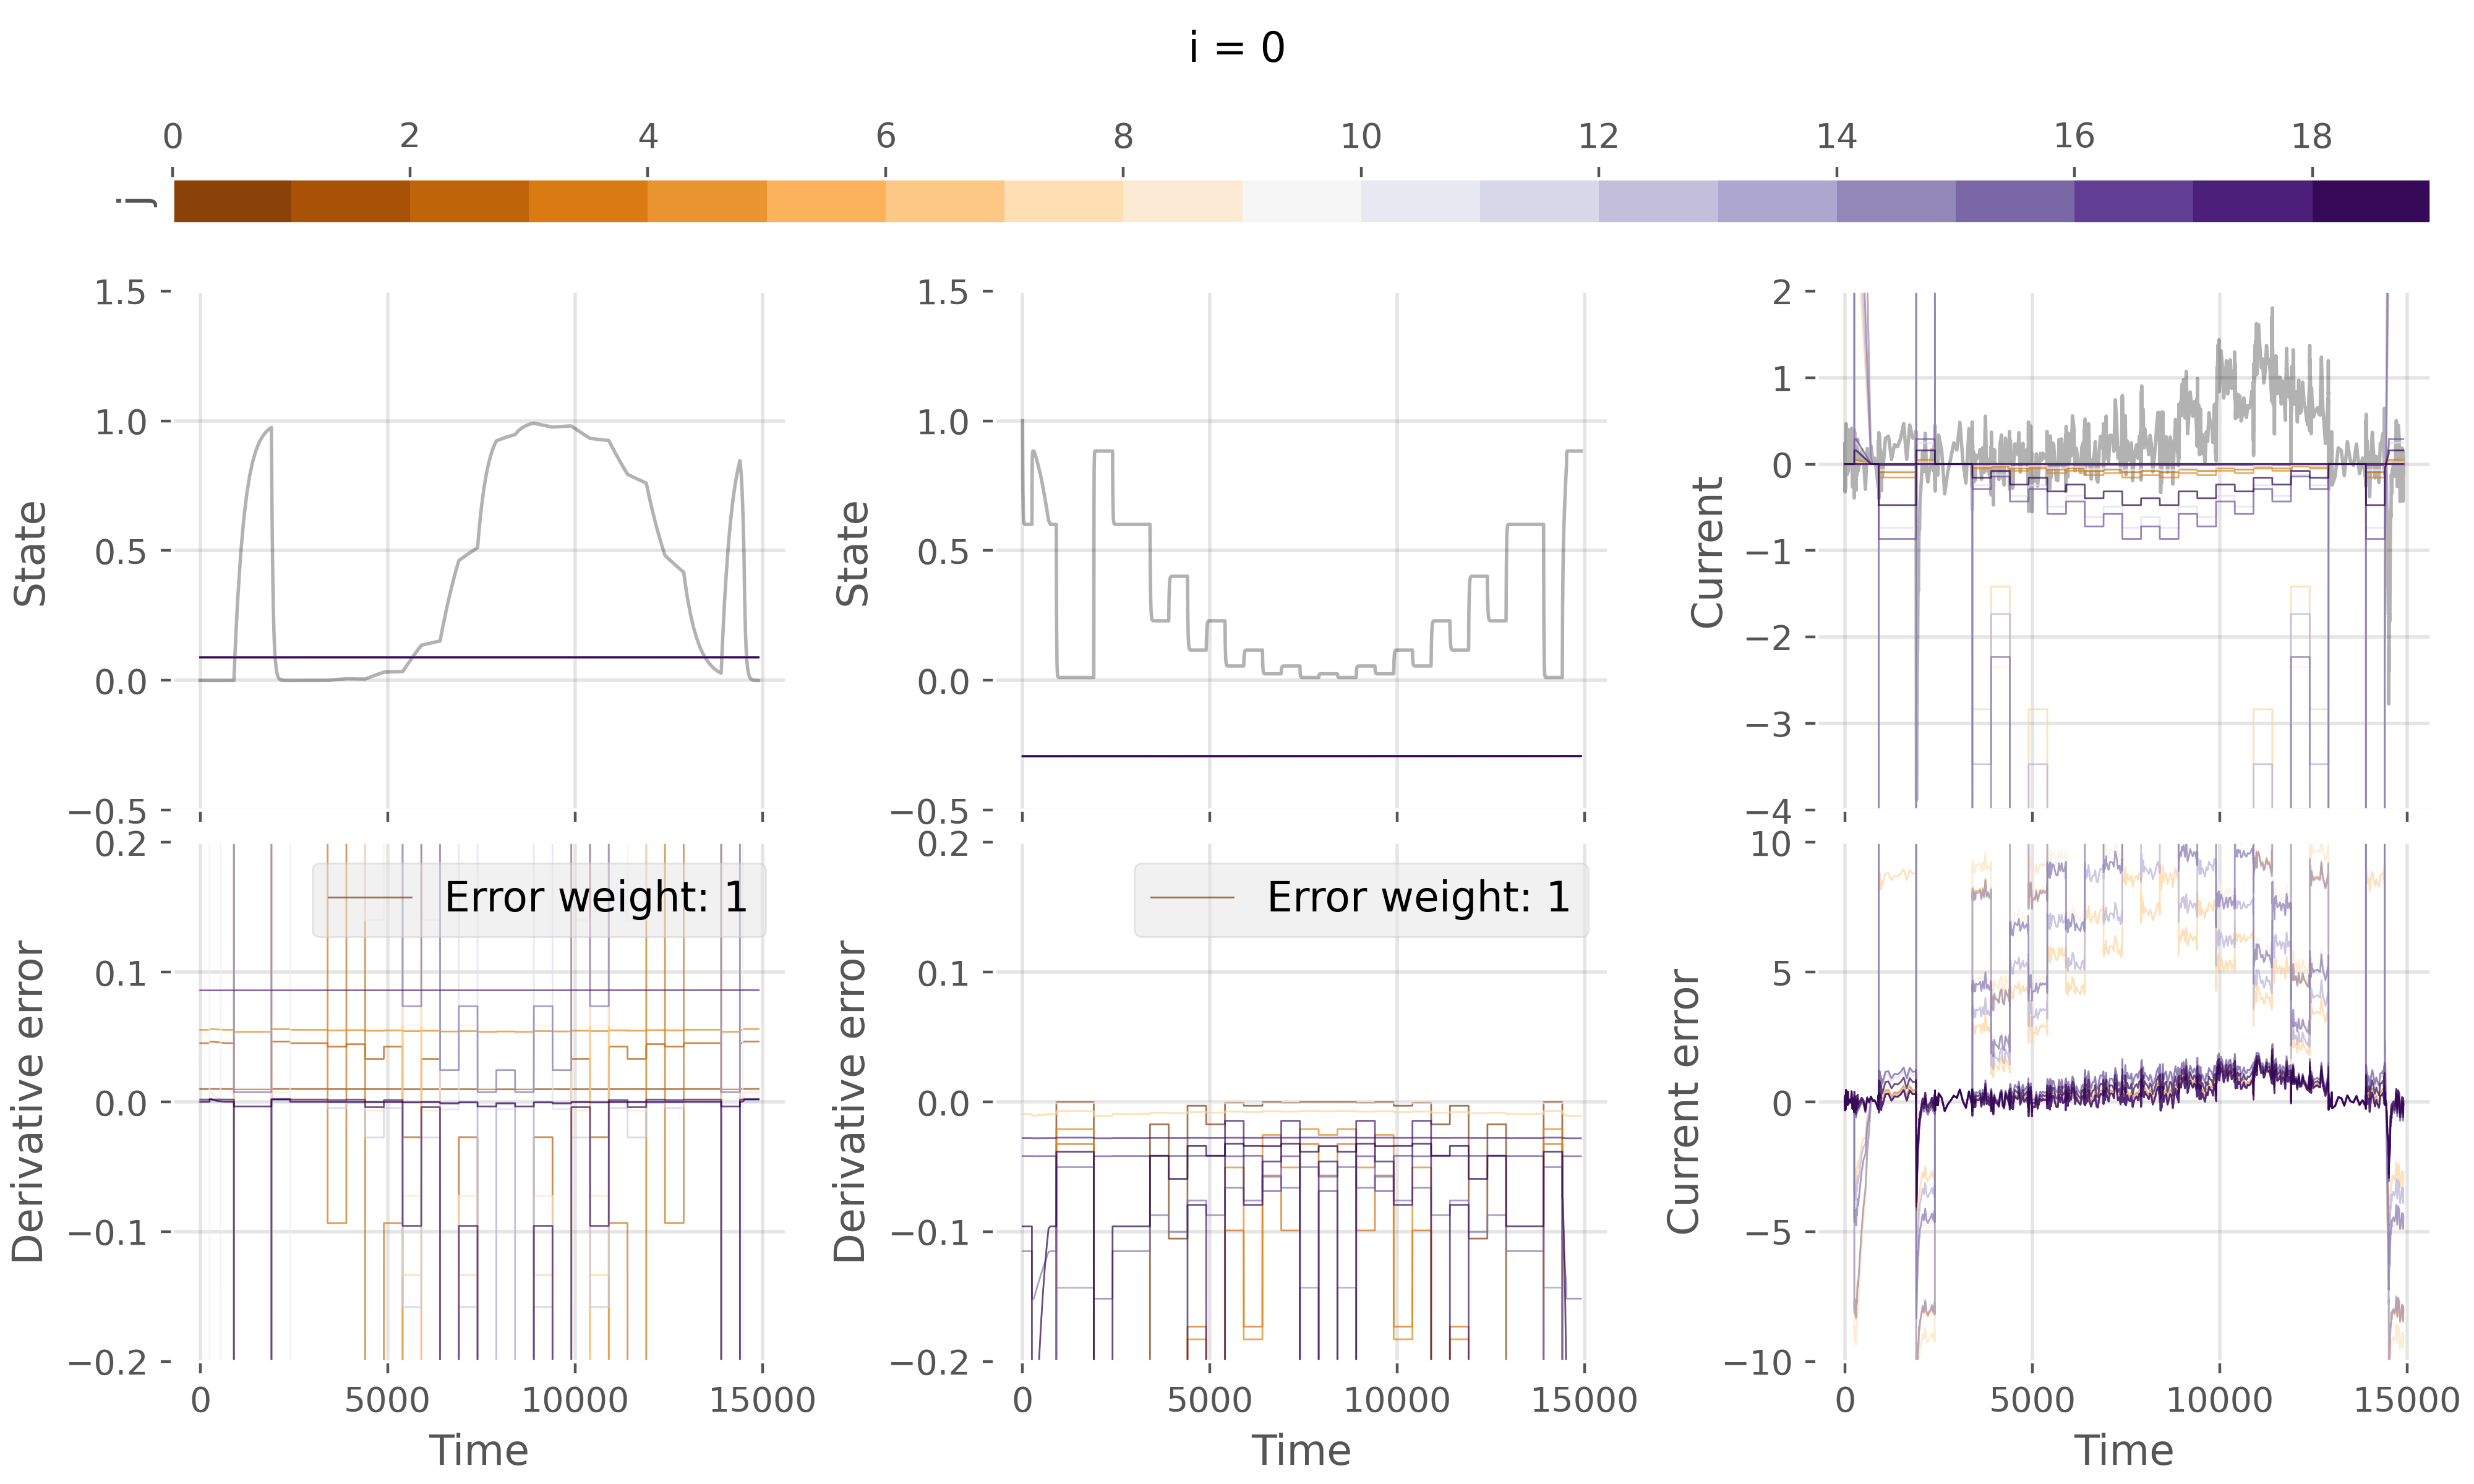 i = 0
0 2 4 6 8 10 12 14 16 18
j
1.5 1.0 0.5 0.0 −0.5
State
1.5 1.0 0.5 0.0 −0.5
State
2 1 0 −1 −2 −3 −4
Current
0.2 0.1 0.0 −0.1 −0.2
Derivative error
Error weight: 1
0 5000 10000 15000
Time
0.2 0.1 0.0 −0.1 −0.2
Derivative error
Error weight: 1
0 5000 10000 15000
Time
10 5 0 −5 −10
Current error
0 5000 10000 15000
Time